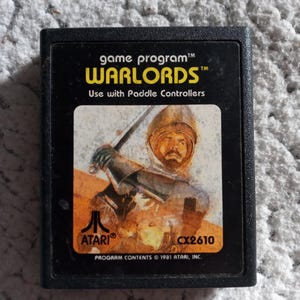 game program™
WARLORDS™
Use with Paddle Controllers
ATARI®
CX2610
PROGRAM CONTENTS © 1981 ATARI, INC.